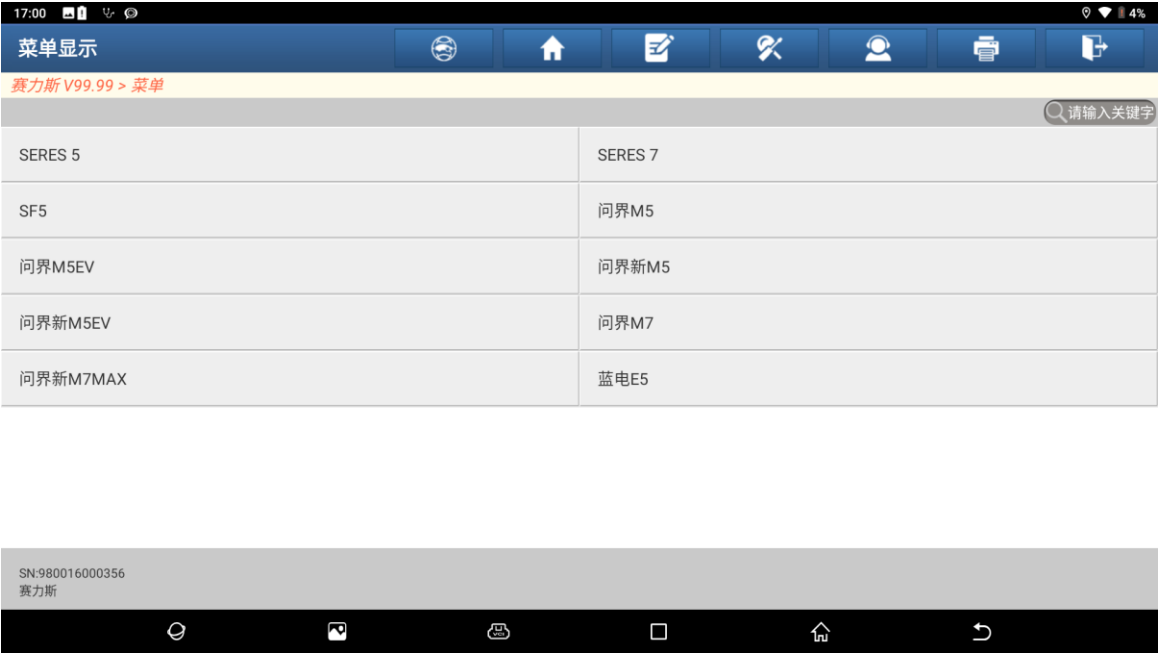 17:00
4%
菜单显示
赛力斯 V99.99 > 菜单
请输入关键字
SERES 5
SERES 7
SF5
问界M5
问界M5EV
问界新M5
问界新M5EV
问界M7
问界新M7MAX
蓝电E5
SN:980016000356
赛力斯
VCI